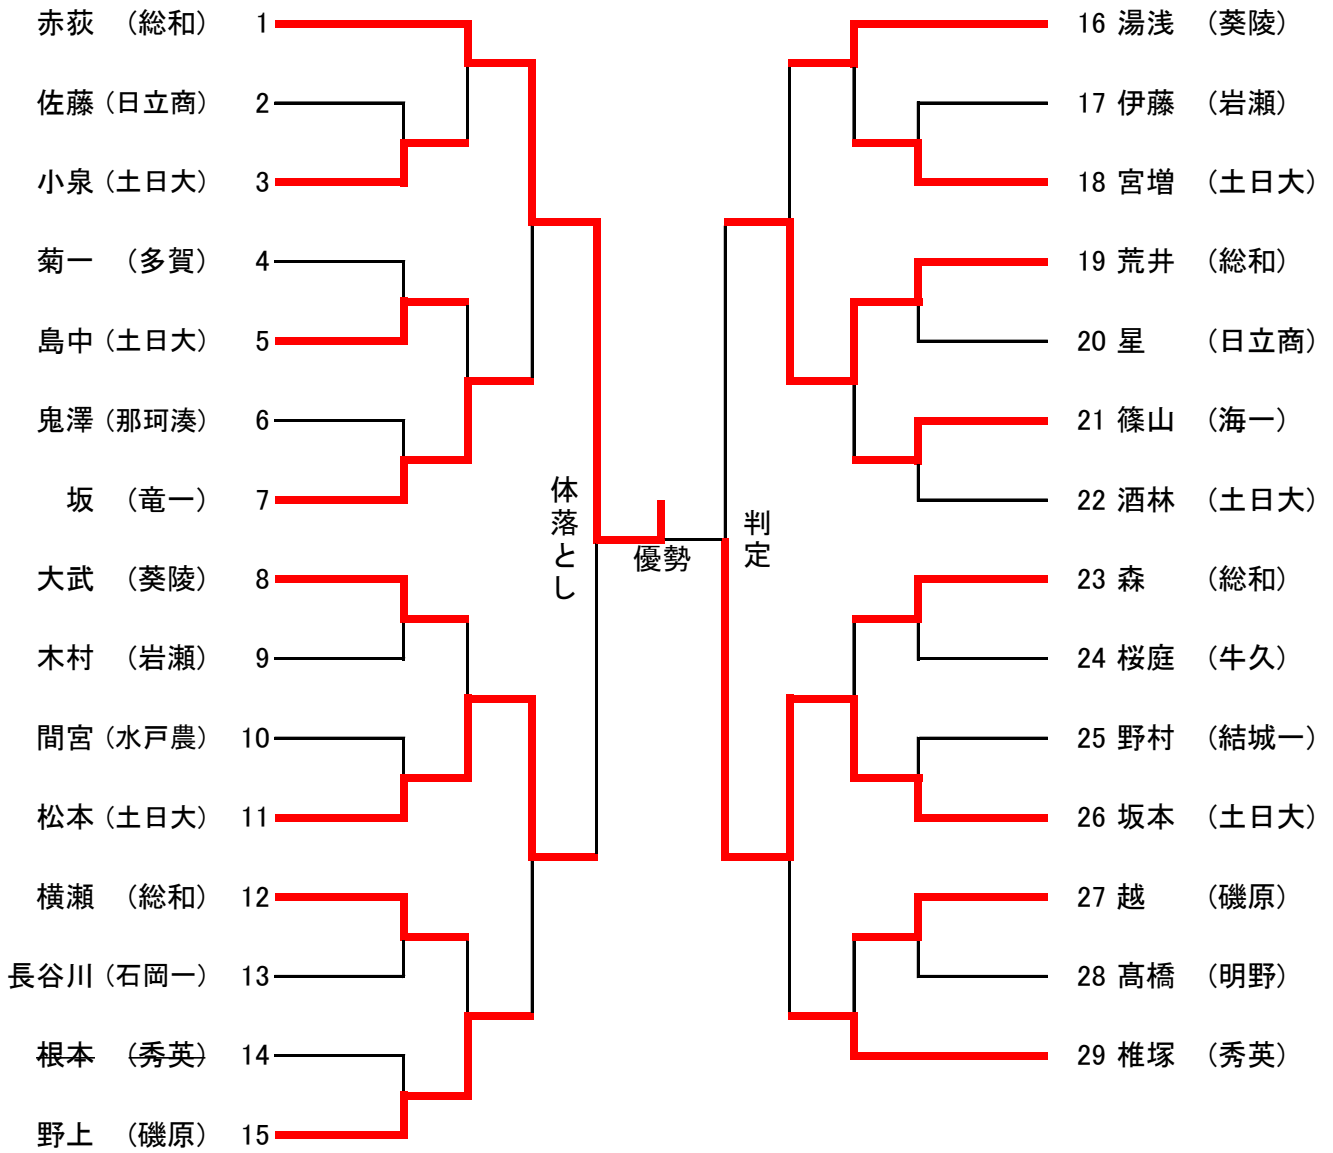 赤荻 （総和） 1
佐藤（日立商） 2
小泉（土日大） 3
菊一 （多賀） 4
島中（土日大） 5
鬼澤（那珂湊） 6
坂 （竜一） 7
大武 （葵陵） 8
木村 （岩瀬） 9
間宮（水戸農） 10
松本（土日大） 11
横瀬 （総和） 12
長谷川（石岡一） 13
根本 （秀英） 14
野上 （磯原） 15
体落とし
優勢
判定
16 湯浅 （葵陵）
17 伊藤 （岩瀬）
18 宮増 （土日大）
19 荒井 （総和）
20 星 （日立商）
21 篠山 （海一）
22 酒林 （土日大）
23 森 （総和）
24 桜庭 （牛久）
25 野村 （結城一）
26 坂本 （土日大）
27 越 （磯原）
28 髙橋 （明野）
29 椎塚 （秀英）